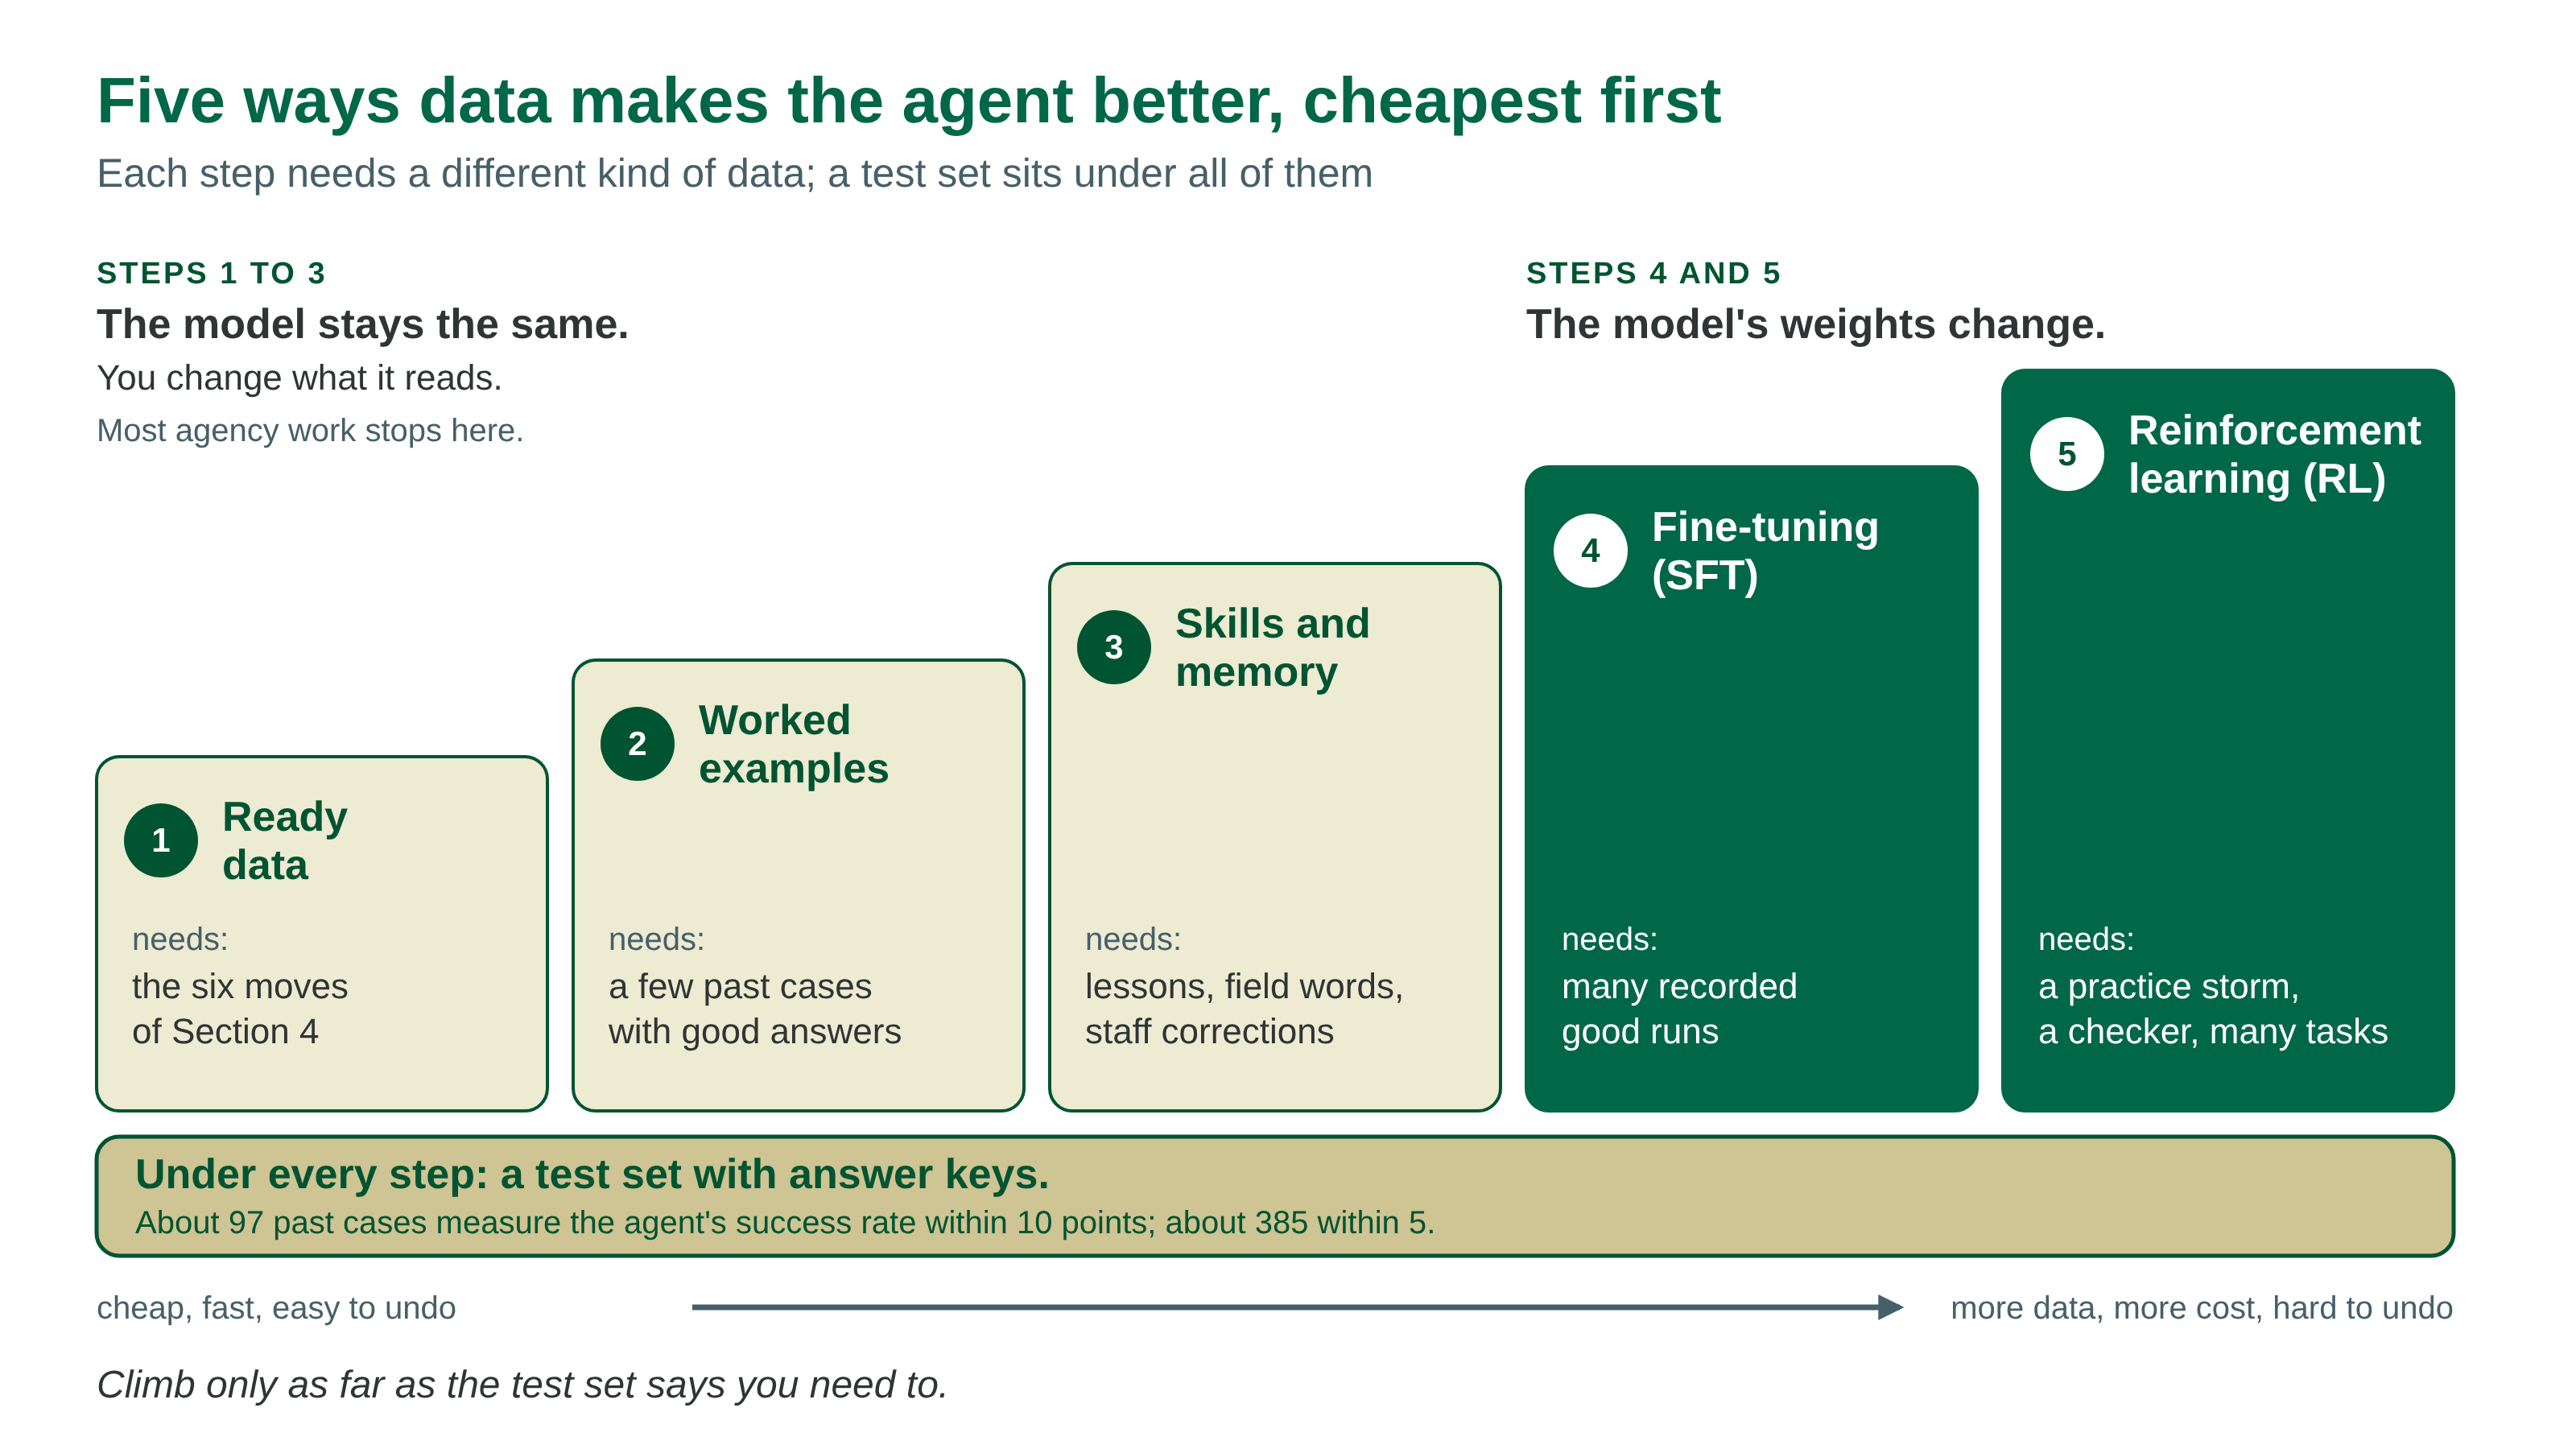 Five ways data makes the agent better, cheapest first
Each step needs a different kind of data; a test set sits under all of them
STEPS 1 TO 3
The model stays the same.
You change what it reads.
Most agency work stops here.
STEPS 4 AND 5
The model's weights change.
1
Ready
data
needs:
the six moves
of Section 4
2
Worked
examples
needs:
a few past cases
with good answers
3
Skills and
memory
needs:
lessons, field words,
staff corrections
4
Fine-tuning
(SFT)
needs:
many recorded
good runs
5
Reinforcement
learning (RL)
needs:
a practice storm,
a checker, many tasks
Under every step: a test set with answer keys.
About 97 past cases measure the agent's success rate within 10 points; about 385 within 5.
cheap, fast, easy to undo
more data, more cost, hard to undo
Climb only as far as the test set says you need to.